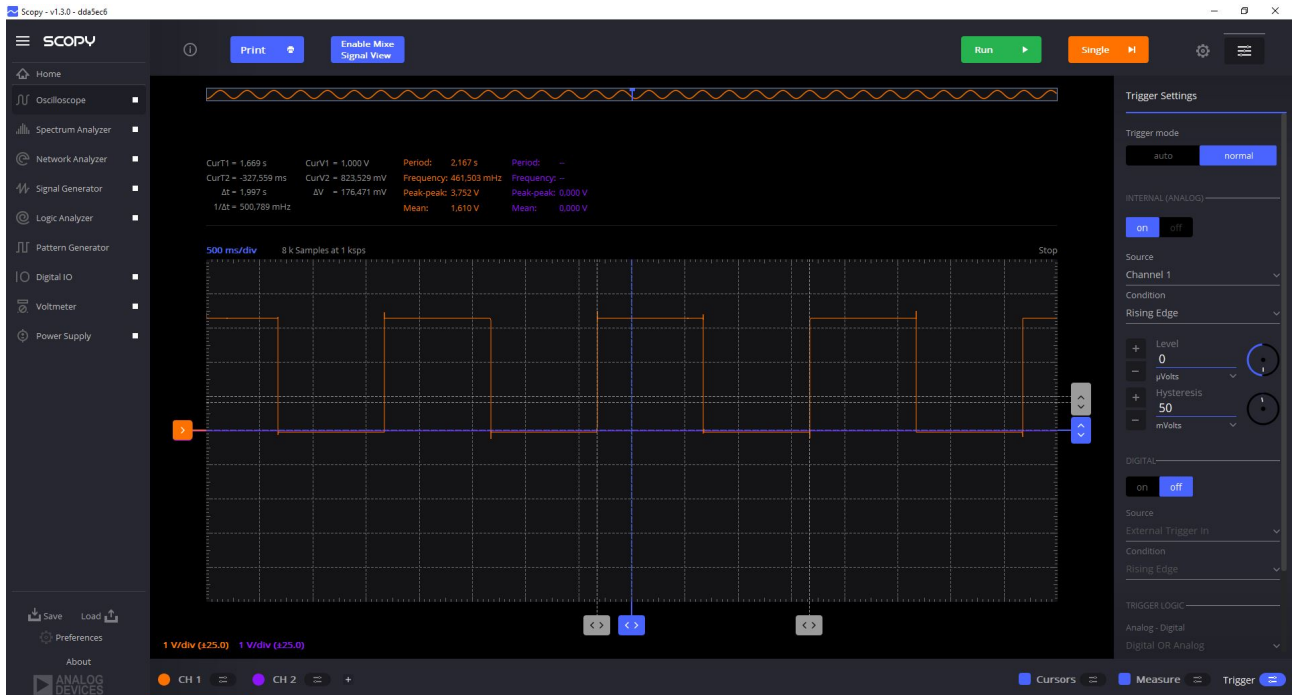 Scopy - v1.3.0 - dda5ec6
SCOPY
Print
Enable Mixe
Signal View
Run
Single
Home
Oscilloscope
Spectrum Analyzer
Network Analyzer
Signal Generator
Logic Analyzer
Pattern Generator
Digital IO
Voltmeter
Power Supply
Save Load
Preferences
About
ANALOG
DEVICES
CurT1 = 1,669 s CurV1 = 1,000 V Period: 2,167 s Period: --
CurT2 = -327,559 ms CurV2 = 823,529 mV Frequency: 461,503 mHz Frequency: --
Δt = 1,997 s ΔV = 176,471 mV Peak-peak: 3,752 V Peak-peak: 0,000 V
1/Δt = 500,789 mHz Mean: 1,610 V Mean: 0,000 V
500 ms/div 8 k Samples at 1 ksps Stop
1 V/div (±25.0) 1 V/div (±25.0)
CH 1 CH 2 + Cursors Measure Trigger
Trigger Settings
Trigger mode
auto normal
INTERNAL (ANALOG)
on off
Source
Channel 1
Condition
Rising Edge
+ Level
0
- µVolts
+ Hysteresis
50
- mVolts
DIGITAL
on off
Source
External Trigger In
Condition
Rising Edge
TRIGGER LOGIC
Analog - Digital
Digital OR Analog